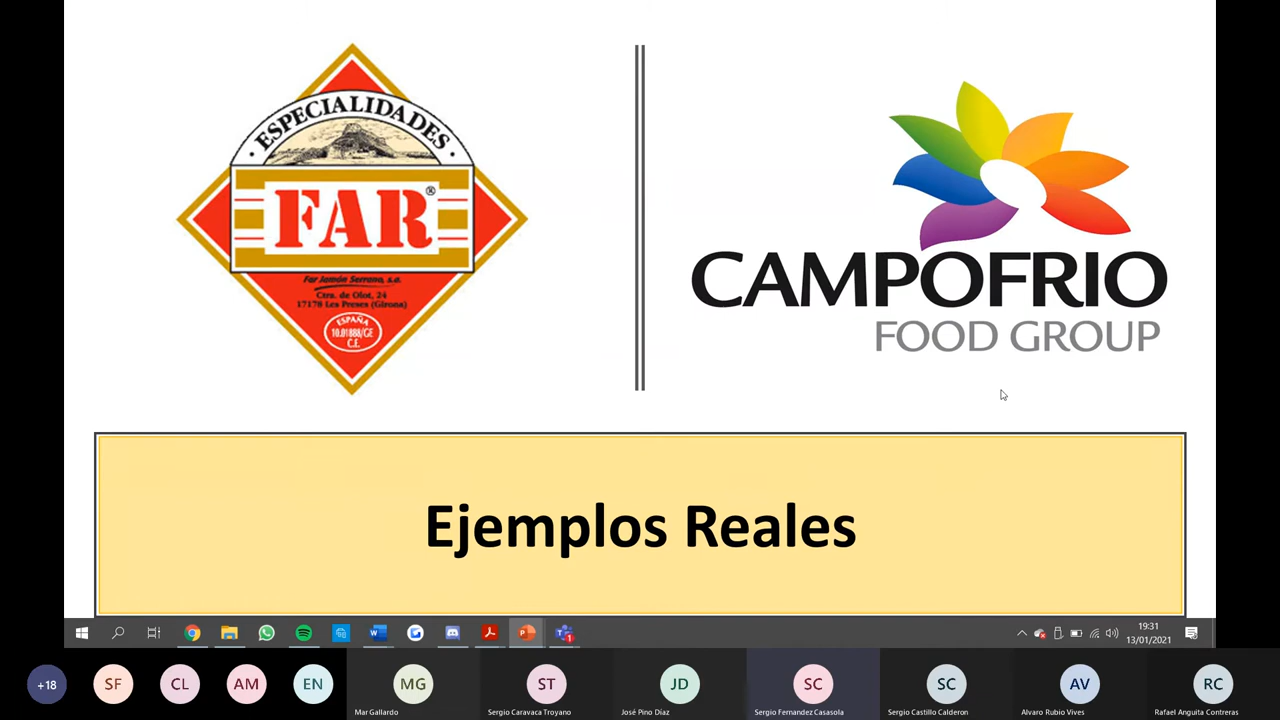 · ESPECIALIDADES ·
FAR®
Far Jamón Serrano, s.a.
Ctra. de Olot, 24
17178 Les Preses (Girona)
ESPAÑA
10.01888/GE
C.E.
CAMPOFRIO
FOOD GROUP
Ejemplos Reales
19:31
13/01/2021
1
+18
SF
CL
AM
EN
MG
Mar Gallardo
ST
Sergio Caravaca Troyano
JD
José Pino Díaz
SC
Sergio Fernandez Casasola
SC
Sergio Castillo Calderon
AV
Alvaro Rubio Vives
RC
Rafael Anguita Contreras